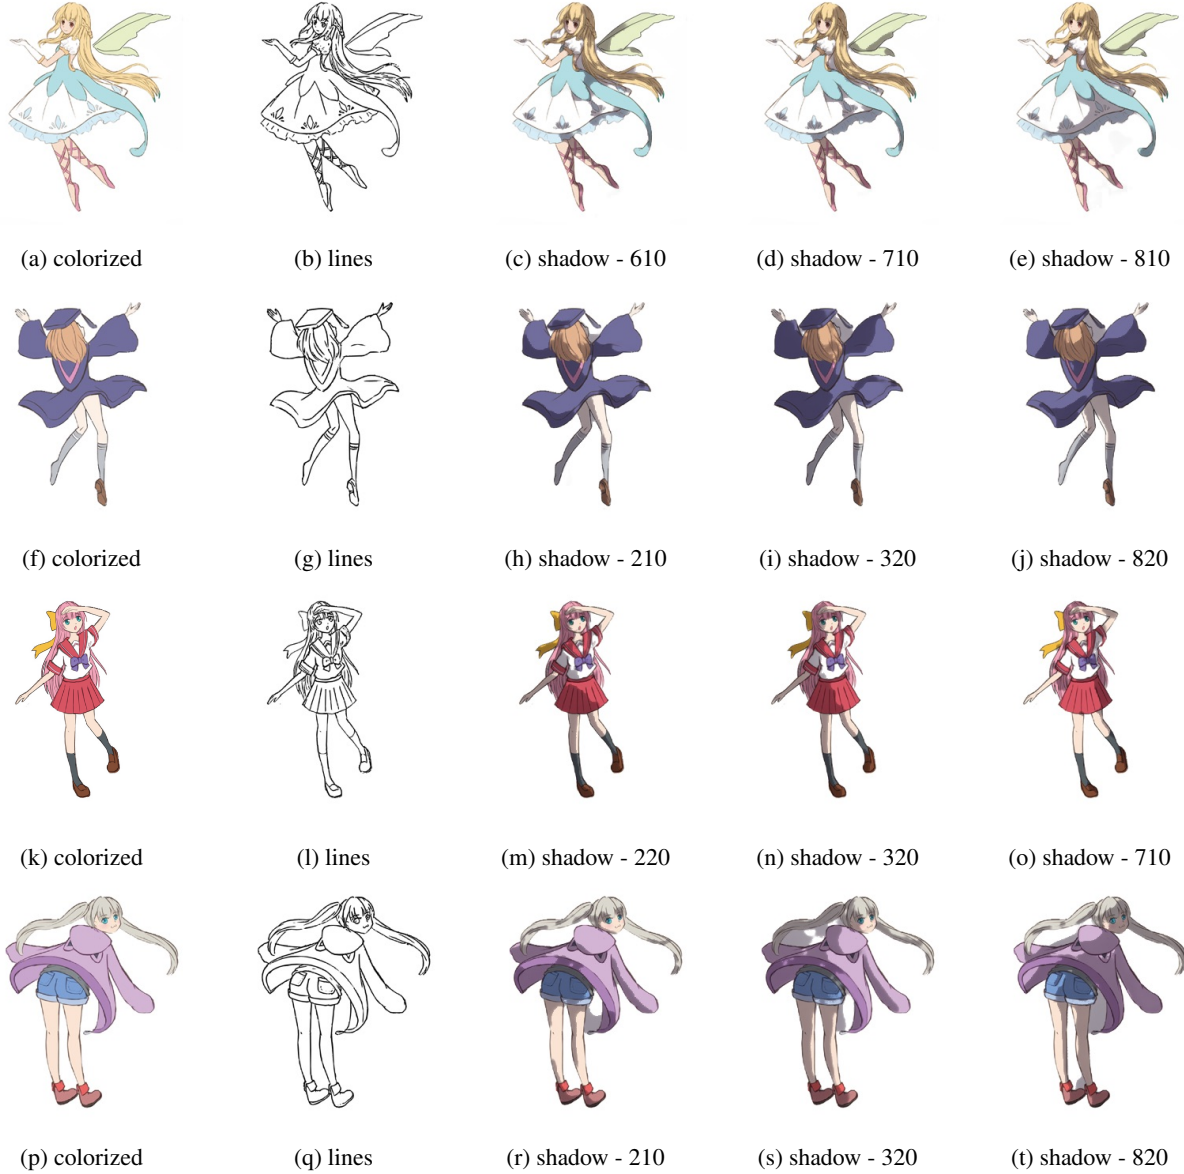 (a) colorized
(b) lines
(c) shadow - 610
(d) shadow - 710
(e) shadow - 810
(f) colorized
(g) lines
(h) shadow - 210
(i) shadow - 320
(j) shadow - 820
(k) colorized
(l) lines
(m) shadow - 220
(n) shadow - 320
(o) shadow - 710
(p) colorized
(q) lines
(r) shadow - 210
(s) shadow - 320
(t) shadow - 820